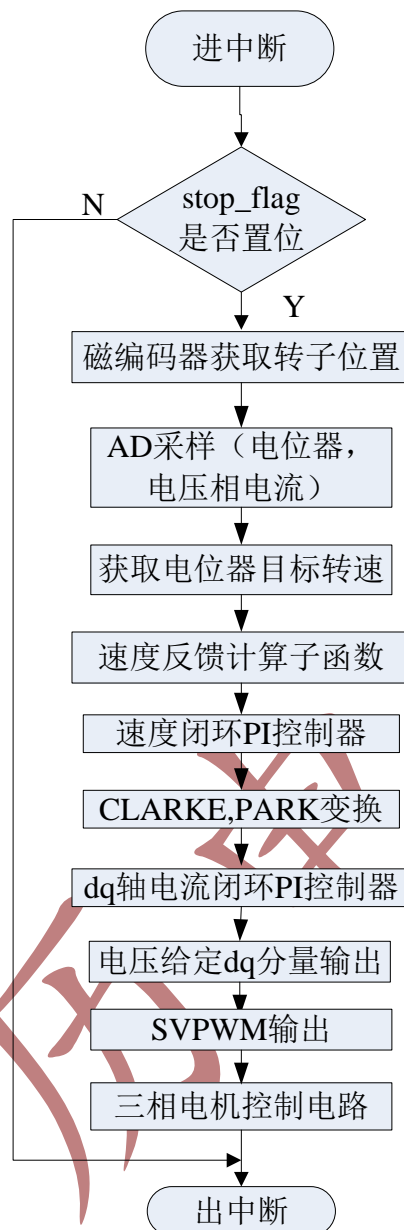 进中断
stop_flag
是否置位
N
Y
磁编码器获取转子位置
AD采样（电位器，
电压相电流）
获取电位器目标转速
速度反馈计算子函数
速度闭环PI控制器
CLARKE,PARK变换
dq轴电流闭环PI控制器
电压给定dq分量输出
SVPWM输出
三相电机控制电路
出中断